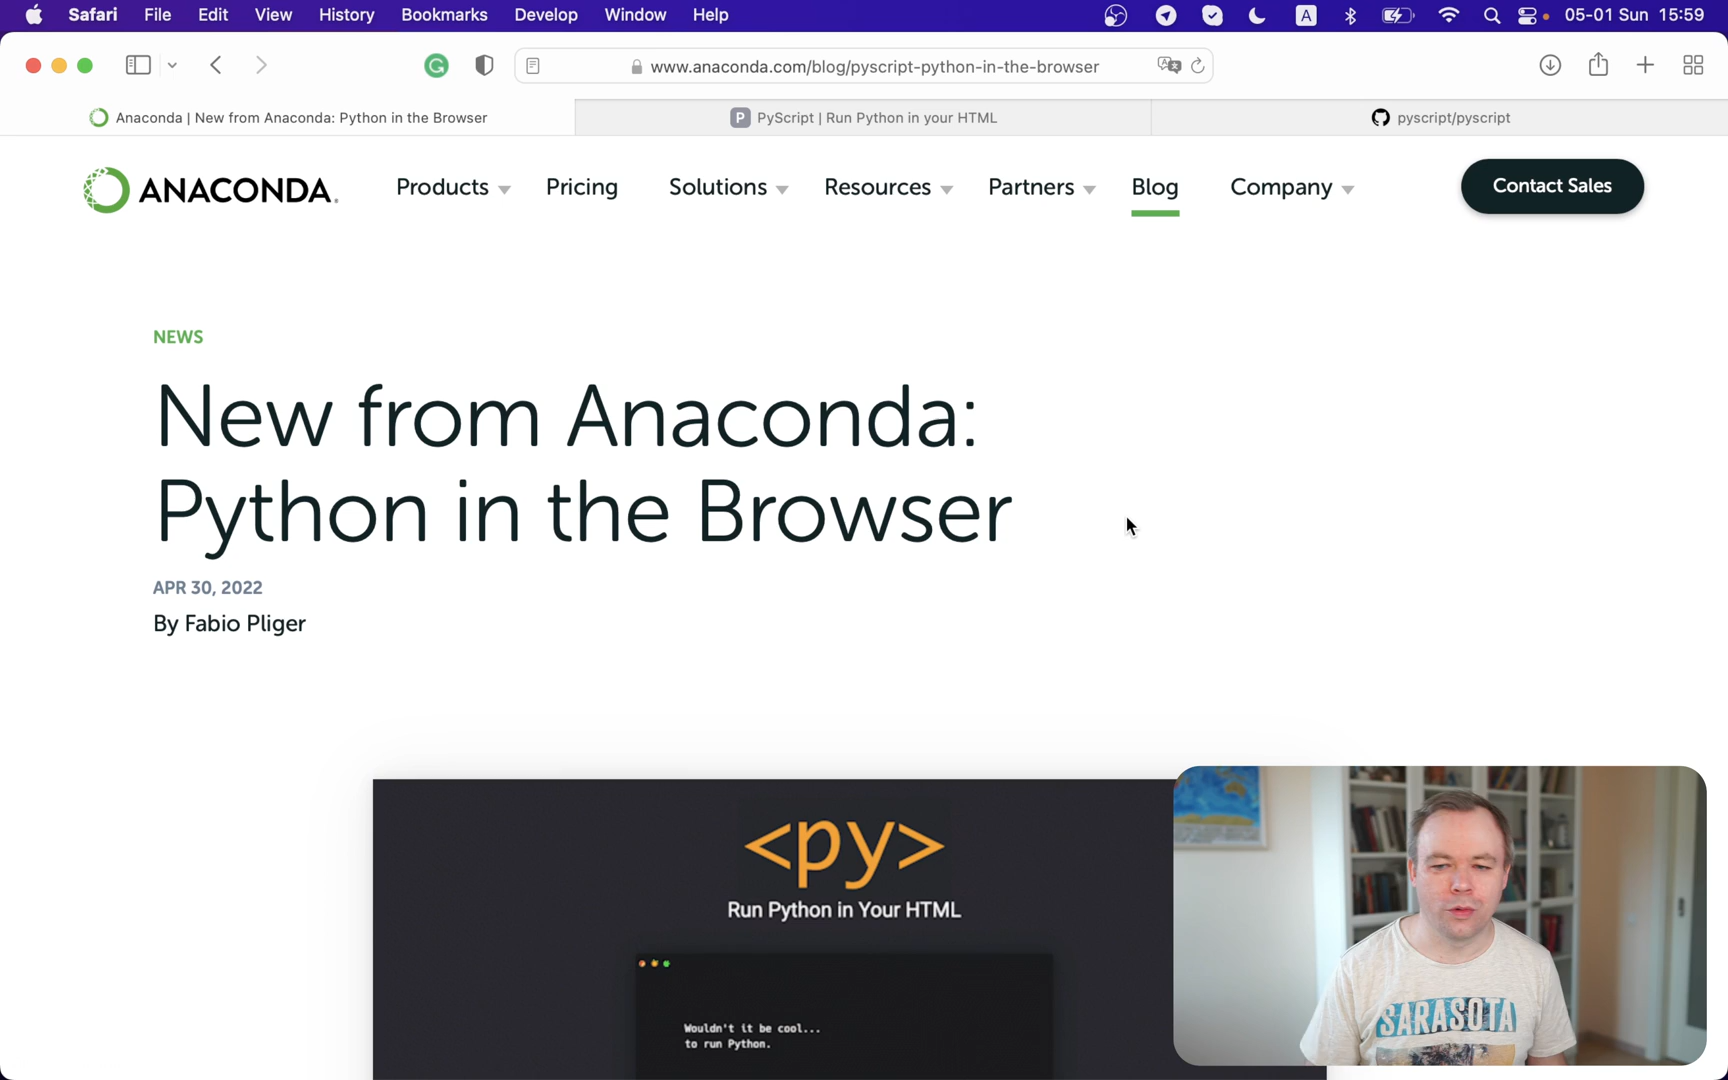 Safari File Edit View History Bookmarks Develop Window Help A 05-01 Sun 15:59
www.anaconda.com/blog/pyscript-python-in-the-browser
Anaconda | New from Anaconda: Python in the Browser
P PyScript | Run Python in your HTML
pyscript/pyscript
ANACONDA.
Products Pricing Solutions Resources Partners Blog Company Contact Sales
NEWS
New from Anaconda:
Python in the Browser
APR 30, 2022
By Fabio Pliger
<py>
Run Python in Your HTML
Wouldn't it be cool...
to run Python.
SARASOTA